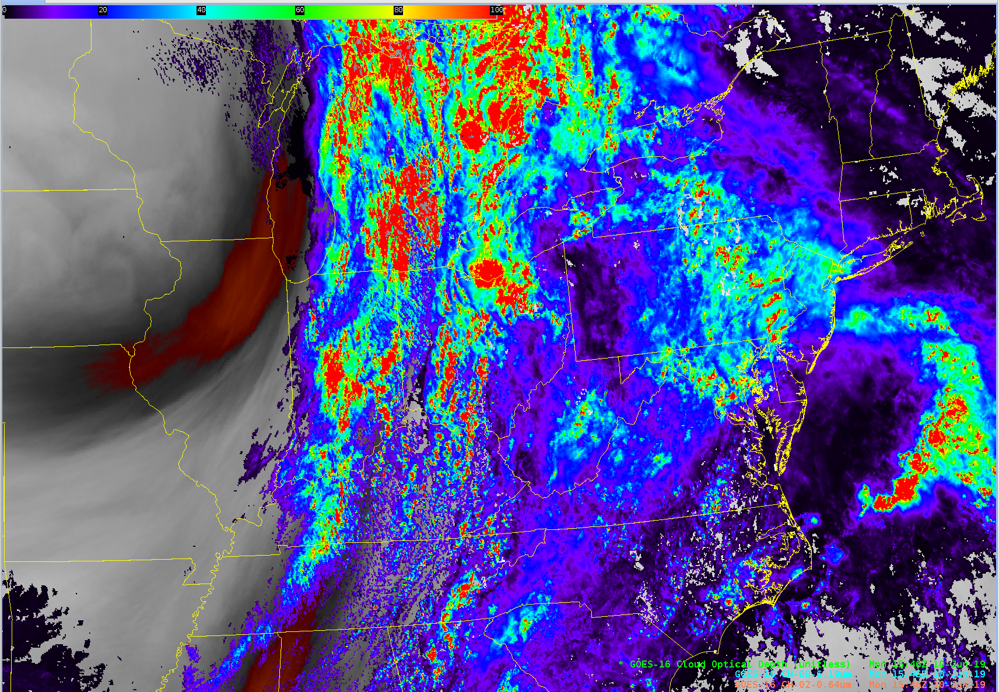 0 20 40 60 80 100
* GOES-16 Cloud Optical Depth (unitless) Mon 15:46Z 10-Jun-19
GOES-16 CH-08-6.19um Mon 15:46Z 10-Jun-19
GOES-16 CH-02-0.64um Mon 15:46Z 10-Jun-19